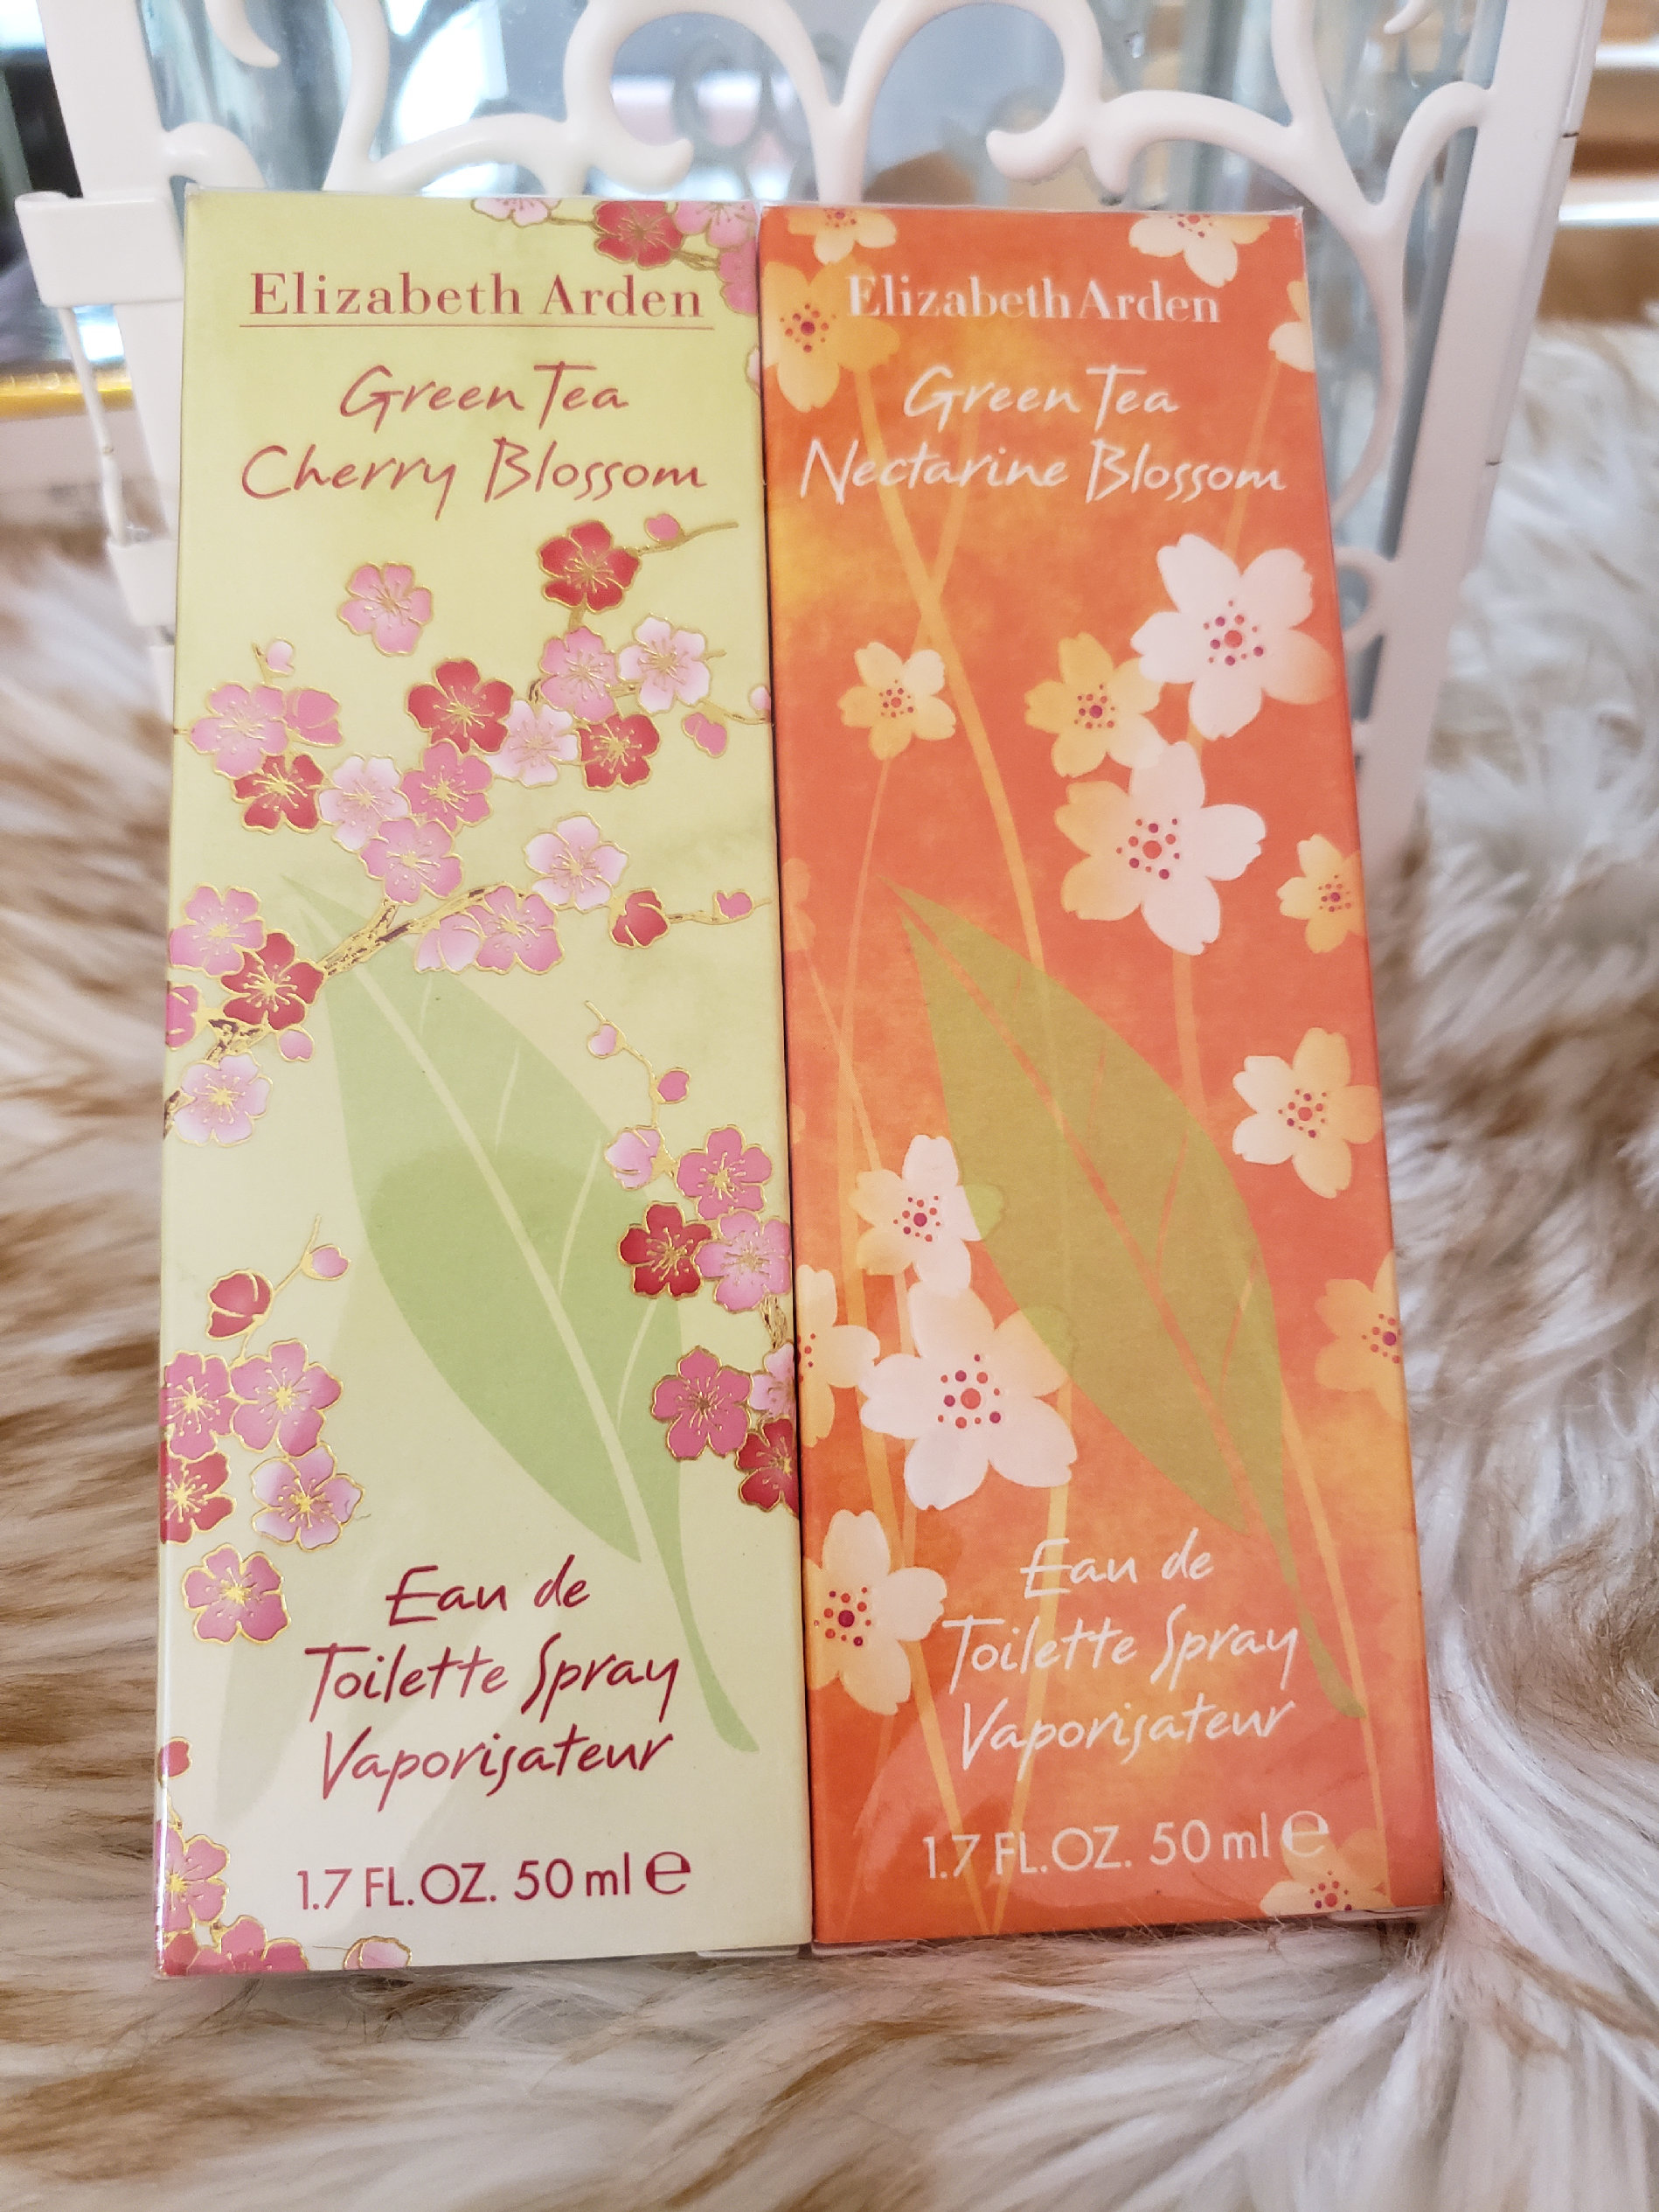 Elizabeth Arden
Green Tea
Cherry Blossom
Eau de
Toilette Spray
Vaporisateur
1.7 FL.OZ. 50 ml ℮
Elizabeth Arden
Green Tea
Nectarine Blossom
Eau de
Toilette Spray
Vaporisateur
1.7 FL.OZ. 50 ml ℮